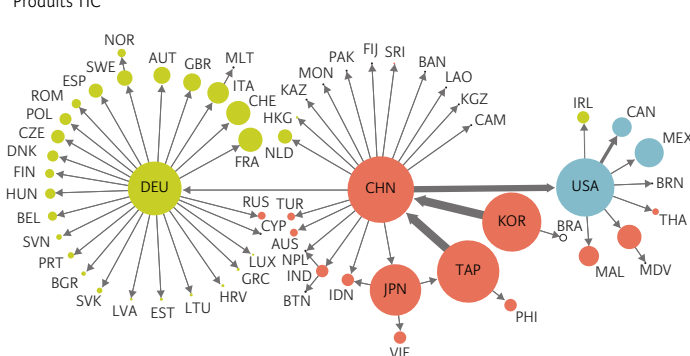 Produits TIC
NOR
SWE
AUT
GBR
MLT
ESP
ITA
ROM
CHE
POL
CZE
DNK
FRA
FIN
HUN
BEL
SVN
PRT
BGR
SVK
LVA
EST
LTU
HRV
GRC
LUX
CYP
RUS
DEU
FIJ
SRI
PAK
BAN
MON
LAO
KAZ
KGZ
HKG
CAM
NLD
CHN
TUR
AUS
NPL
IND
BTN
IDN
JPN
VIE
TAP
PHI
KOR
BRA
IRL
CAN
MEX
USA
BRN
THA
MAL
MDV